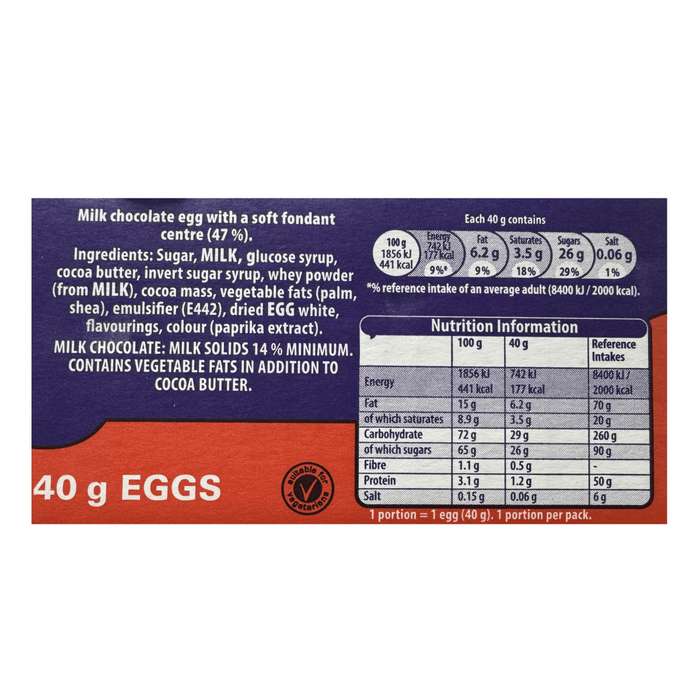 Milk chocolate egg with a soft fondant
centre (47 %).
Ingredients: Sugar, MILK, glucose syrup,
cocoa butter, invert sugar syrup, whey powder
(from MILK), cocoa mass, vegetable fats (palm,
shea), emulsifier (E442), dried EGG white,
flavourings, colour (paprika extract).
MILK CHOCOLATE: MILK SOLIDS 14 % MINIMUM.
CONTAINS VEGETABLE FATS IN ADDITION TO
COCOA BUTTER.
40 g EGGS
suitable for vegetarians
Each 40 g contains
100 g 1856 kJ 441 kcal
Energy 742 kJ 177 kcal 9%*
Fat 6.2 g 9%
Saturates 3.5 g 18%
Sugars 26 g 29%
Salt 0.06 g 1%
*% reference intake of an average adult (8400 kJ / 2000 kcal).
Nutrition Information
100 g 40 g Reference Intakes
Energy 1856 kJ 441 kcal 742 kJ 177 kcal 8400 kJ / 2000 kcal
Fat 15 g 6.2 g 70 g
of which saturates 8.9 g 3.5 g 20 g
Carbohydrate 72 g 29 g 260 g
of which sugars 65 g 26 g 90 g
Fibre 1.1 g 0.5 g -
Protein 3.1 g 1.2 g 50 g
Salt 0.15 g 0.06 g 6 g
1 portion = 1 egg (40 g). 1 portion per pack.